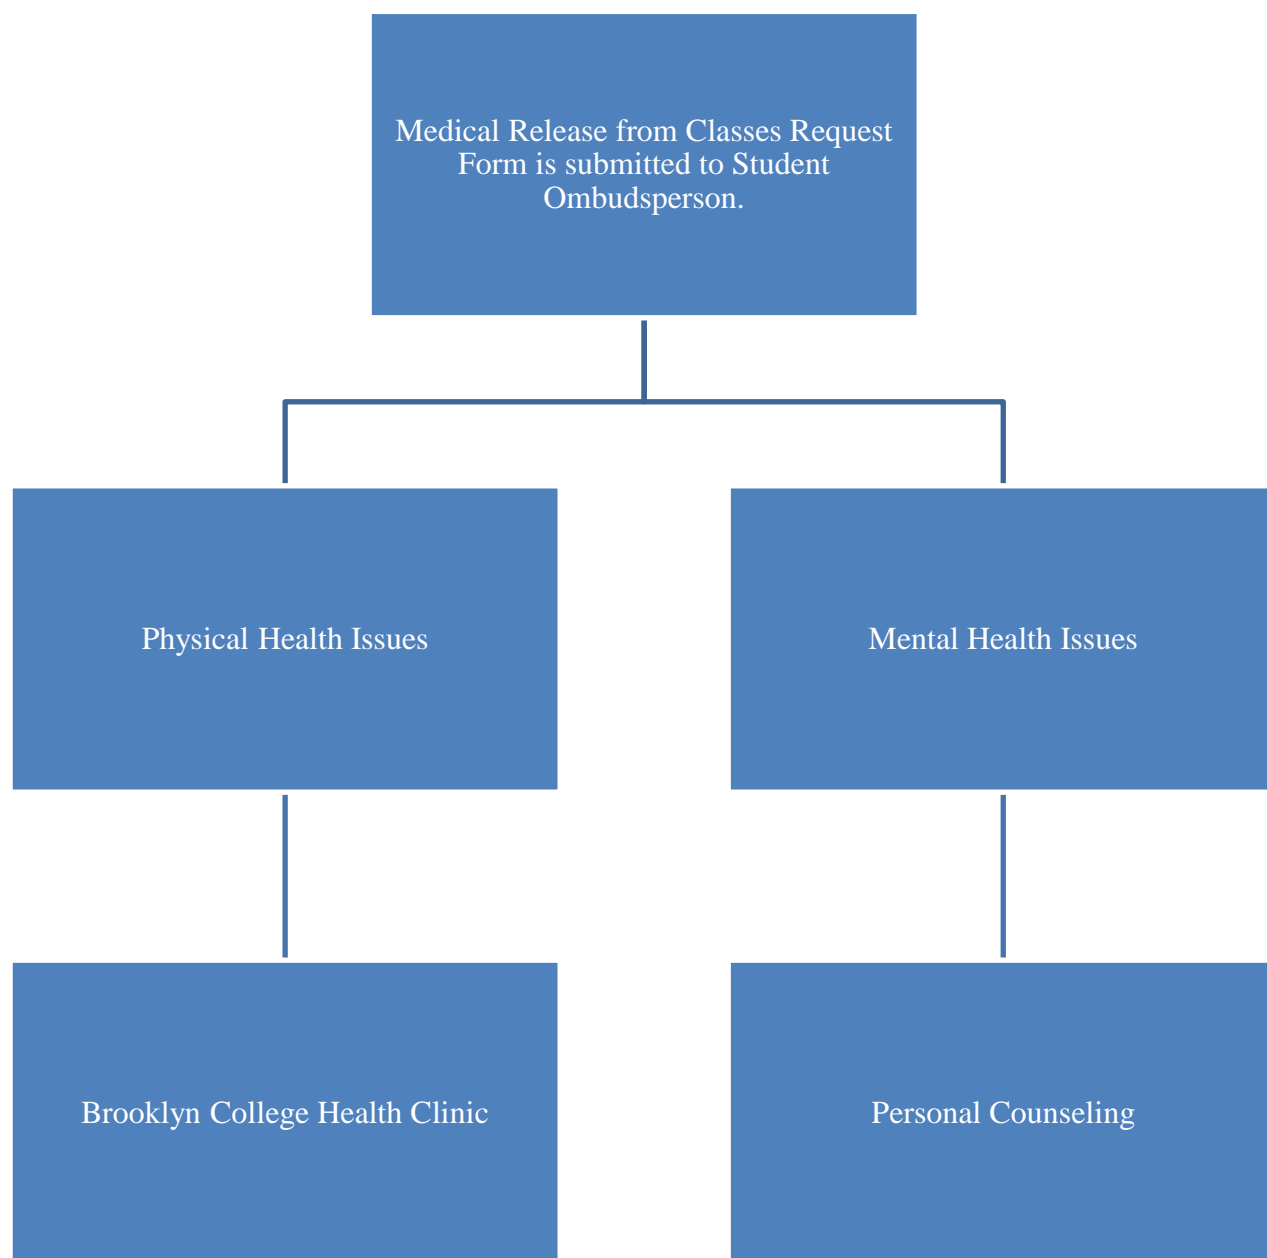 Medical Release from Classes Request
Form is submitted to Student
Ombudsperson.
Physical Health Issues
Mental Health Issues
Brooklyn College Health Clinic
Personal Counseling